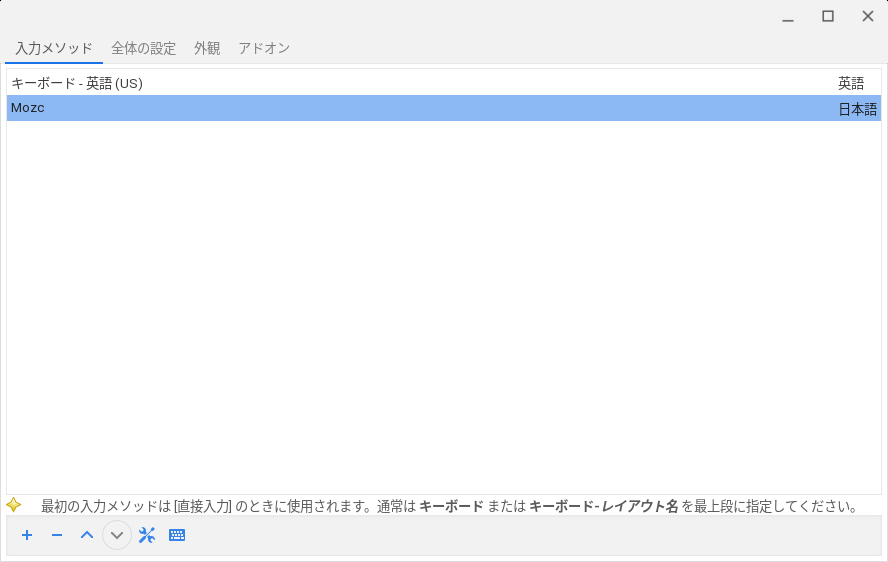 入力メソッド 全体の設定 外観 アドオン
キーボード - 英語 (US) 英語
Mozc 日本語
最初の入力メソッドは [直接入力] のときに使用されます。通常は キーボード または キーボード-レイアウト名 を最上段に指定してください。